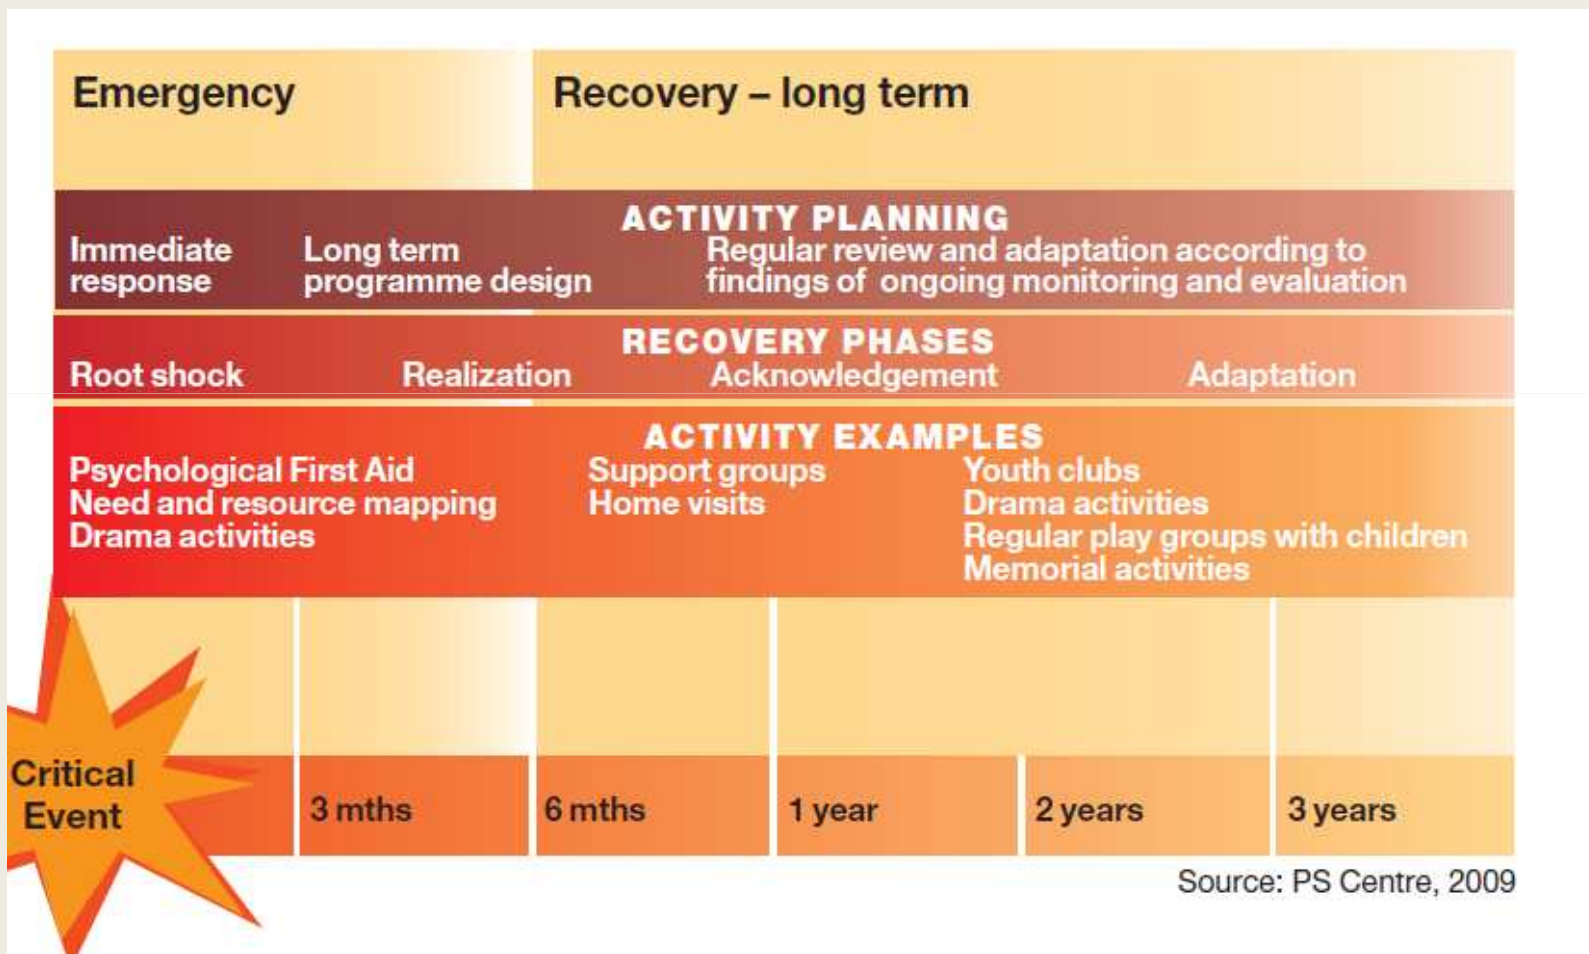 Emergency
Recovery – long term
ACTIVITY PLANNING
Immediate
response
Long term
programme design
Regular review and adaptation according to
findings of ongoing monitoring and evaluation
RECOVERY PHASES
Root shock
Realization
Acknowledgement
Adaptation
ACTIVITY EXAMPLES
Psychological First Aid
Need and resource mapping
Drama activities
Support groups
Home visits
Youth clubs
Drama activities
Regular play groups with children
Memorial activities
Critical
Event
3 mths
6 mths
1 year
2 years
3 years
Source: PS Centre, 2009